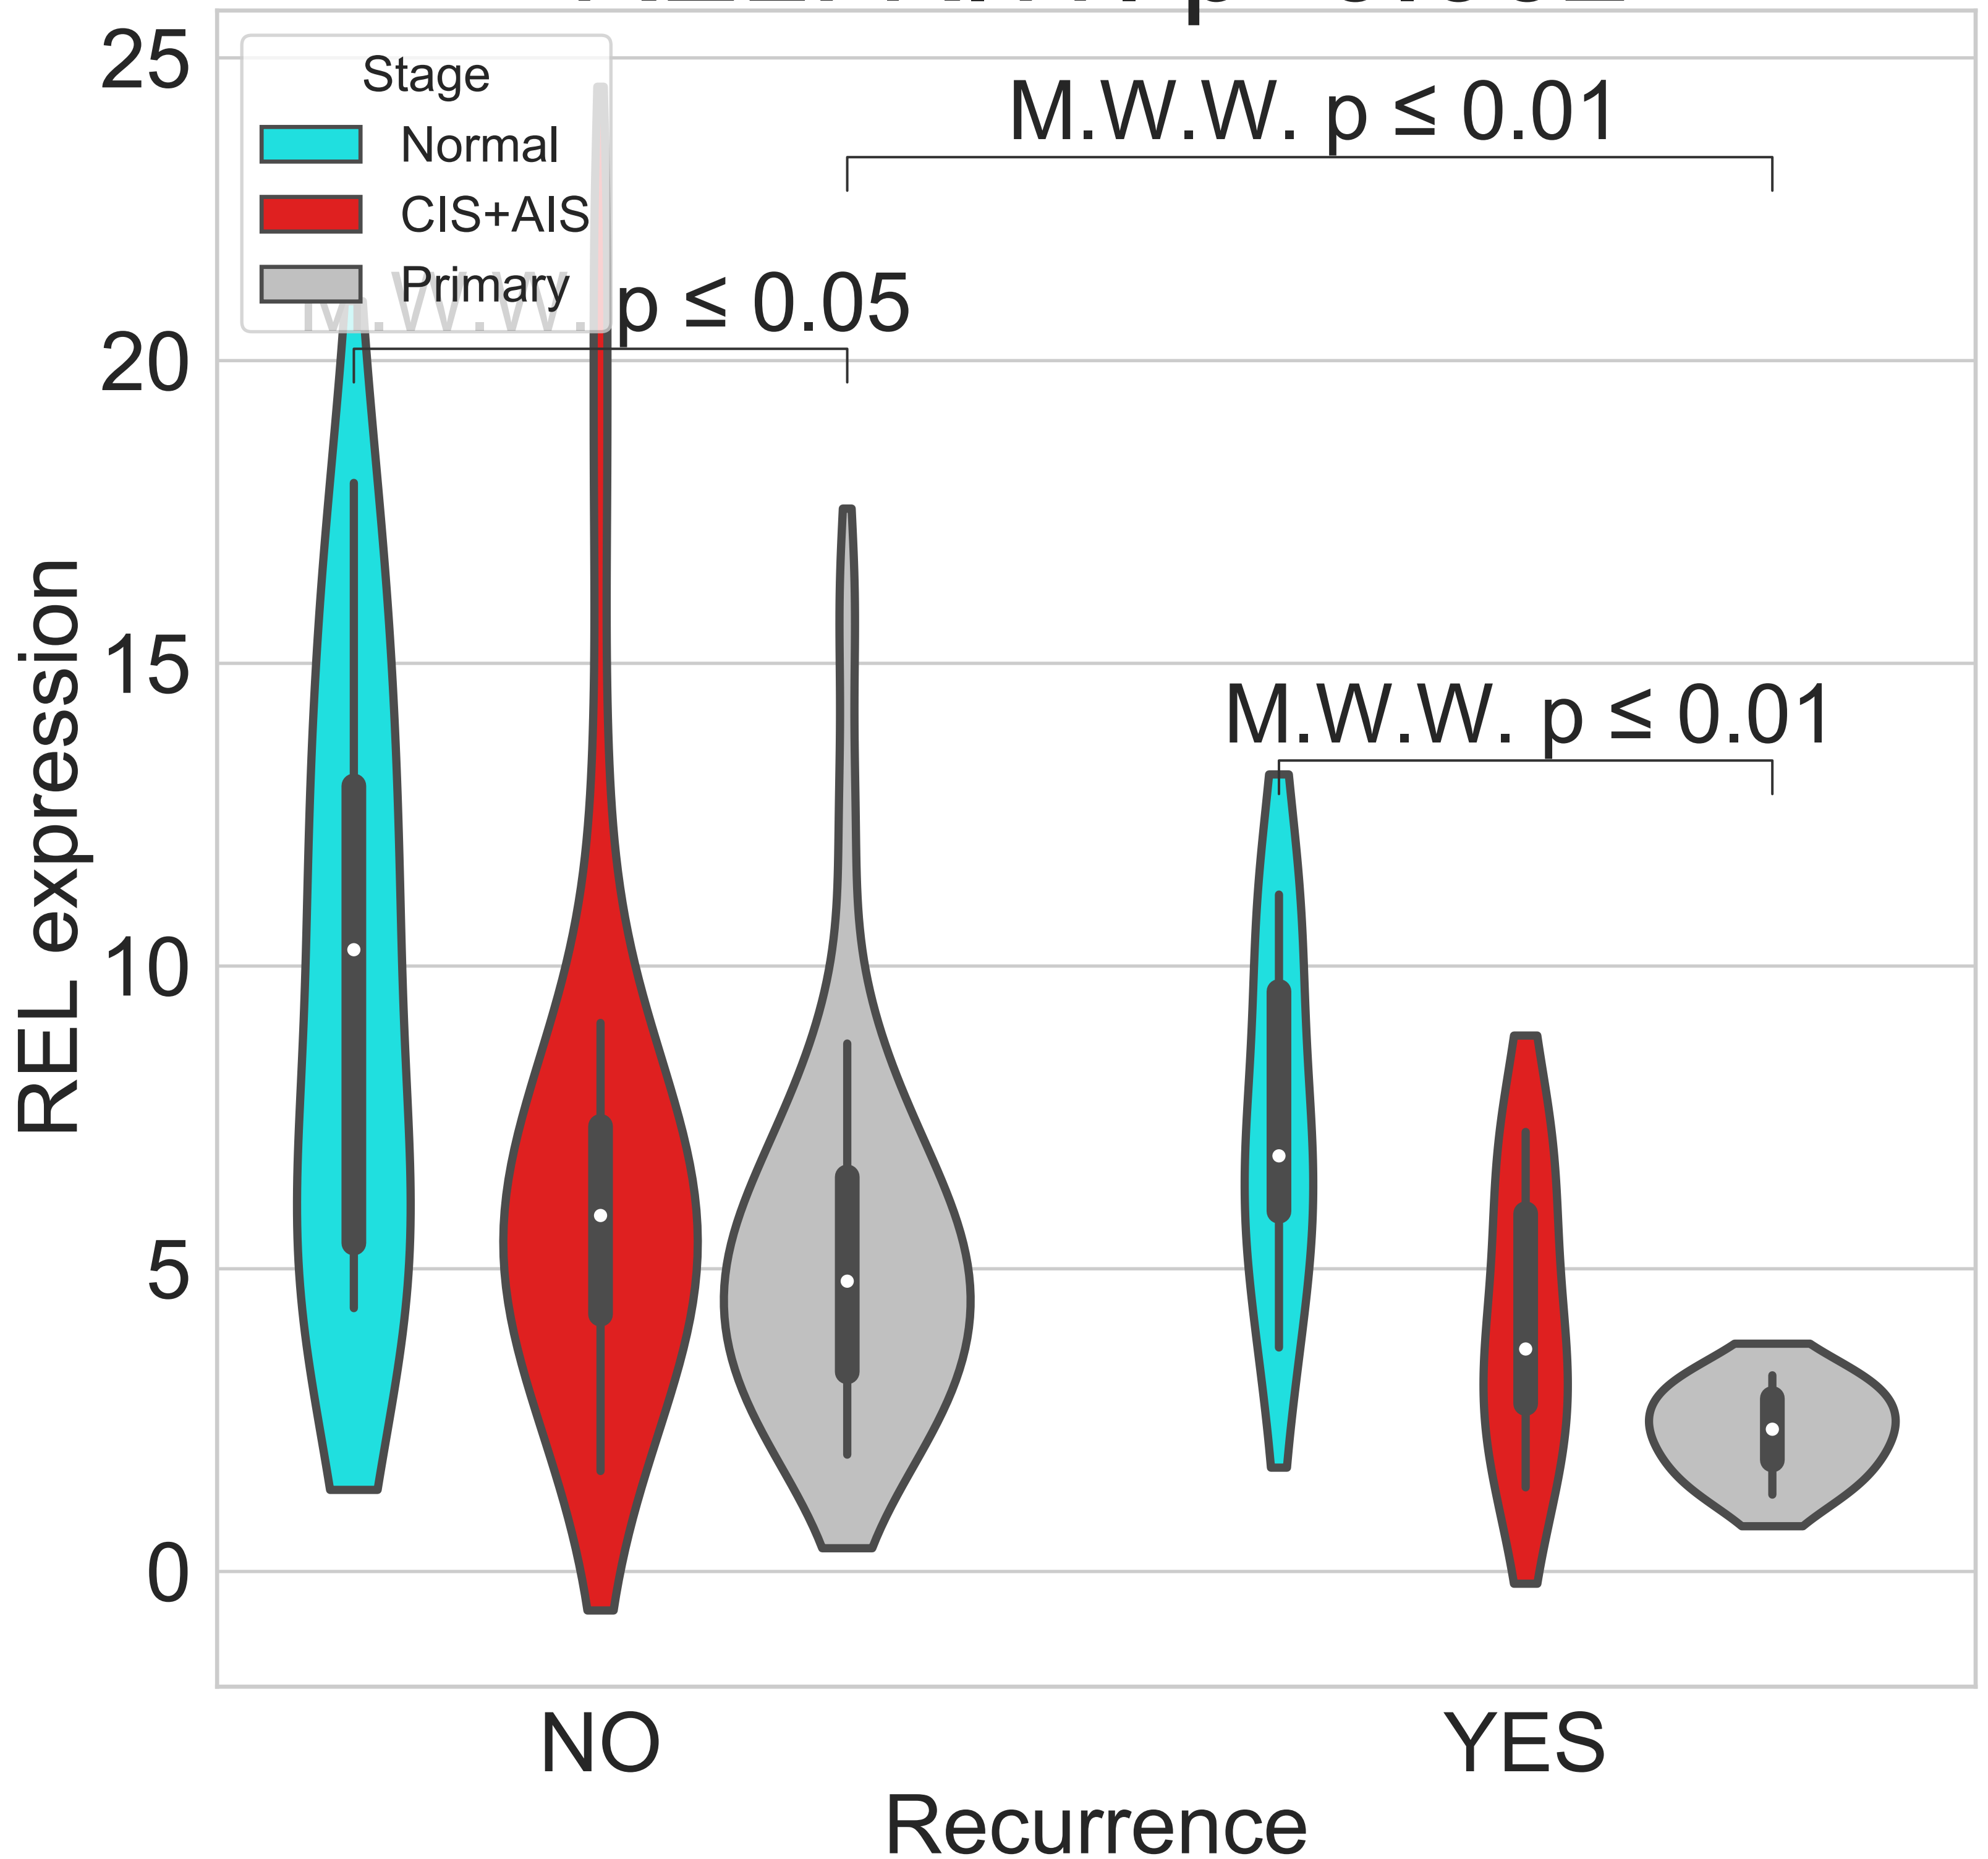 25
Stage
Normal
CIS+AIS
Primary
M.W.W. p ≤ 0.01
M.W.W. p ≤ 0.05
20
15
M.W.W. p ≤ 0.01
10
5
0
REL expression
NO
YES
Recurrence